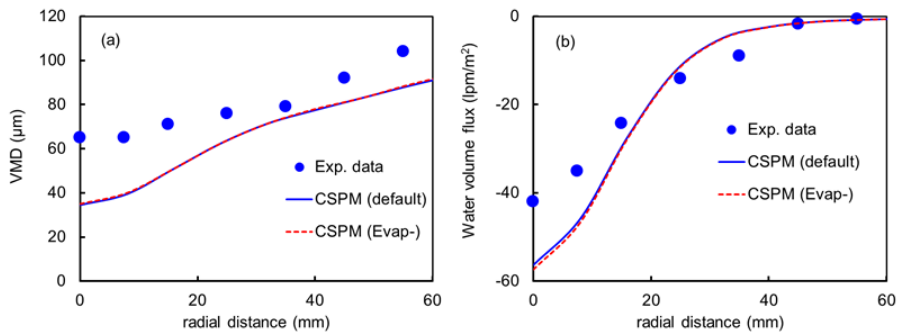 120
100
80
60
40
20
0
VMD (μm)
(a)
Exp. data
CSPM (default)
CSPM (Evap-)
0
20
40
60
radial distance (mm)
0
-20
-40
-60
Water volume flux (lpm/m²)
(b)
Exp. data
CSPM (default)
CSPM (Evap-)
0
20
40
60
radial distance (mm)